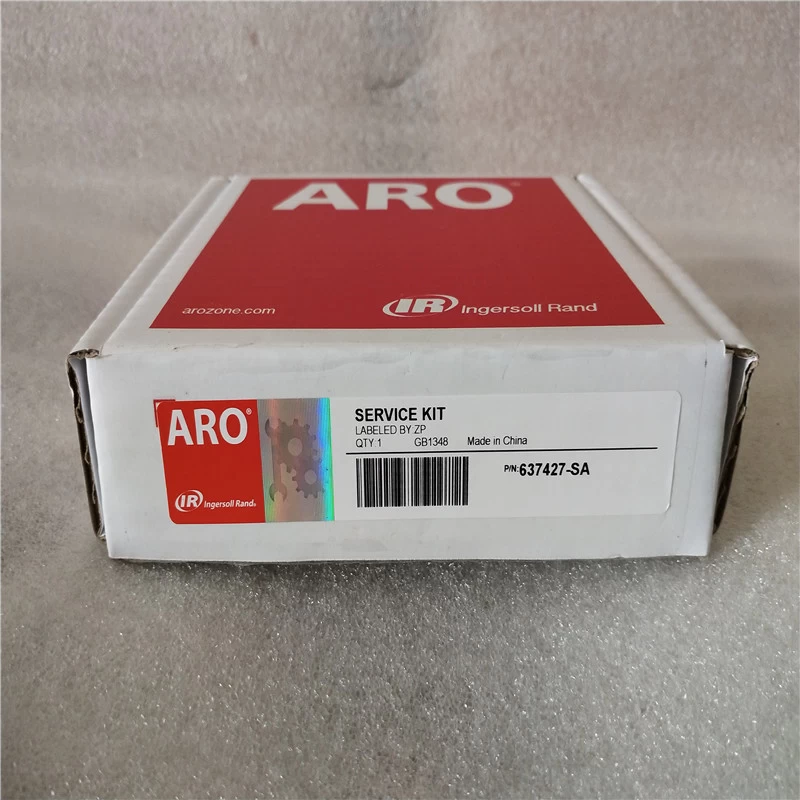 ARO®
arozone.com
IR Ingersoll Rand
ARO®
IR Ingersoll Rand®
SERVICE KIT
LABELED BY ZP
QTY 1 GB1348 Made in China
P/N: 637427-SA